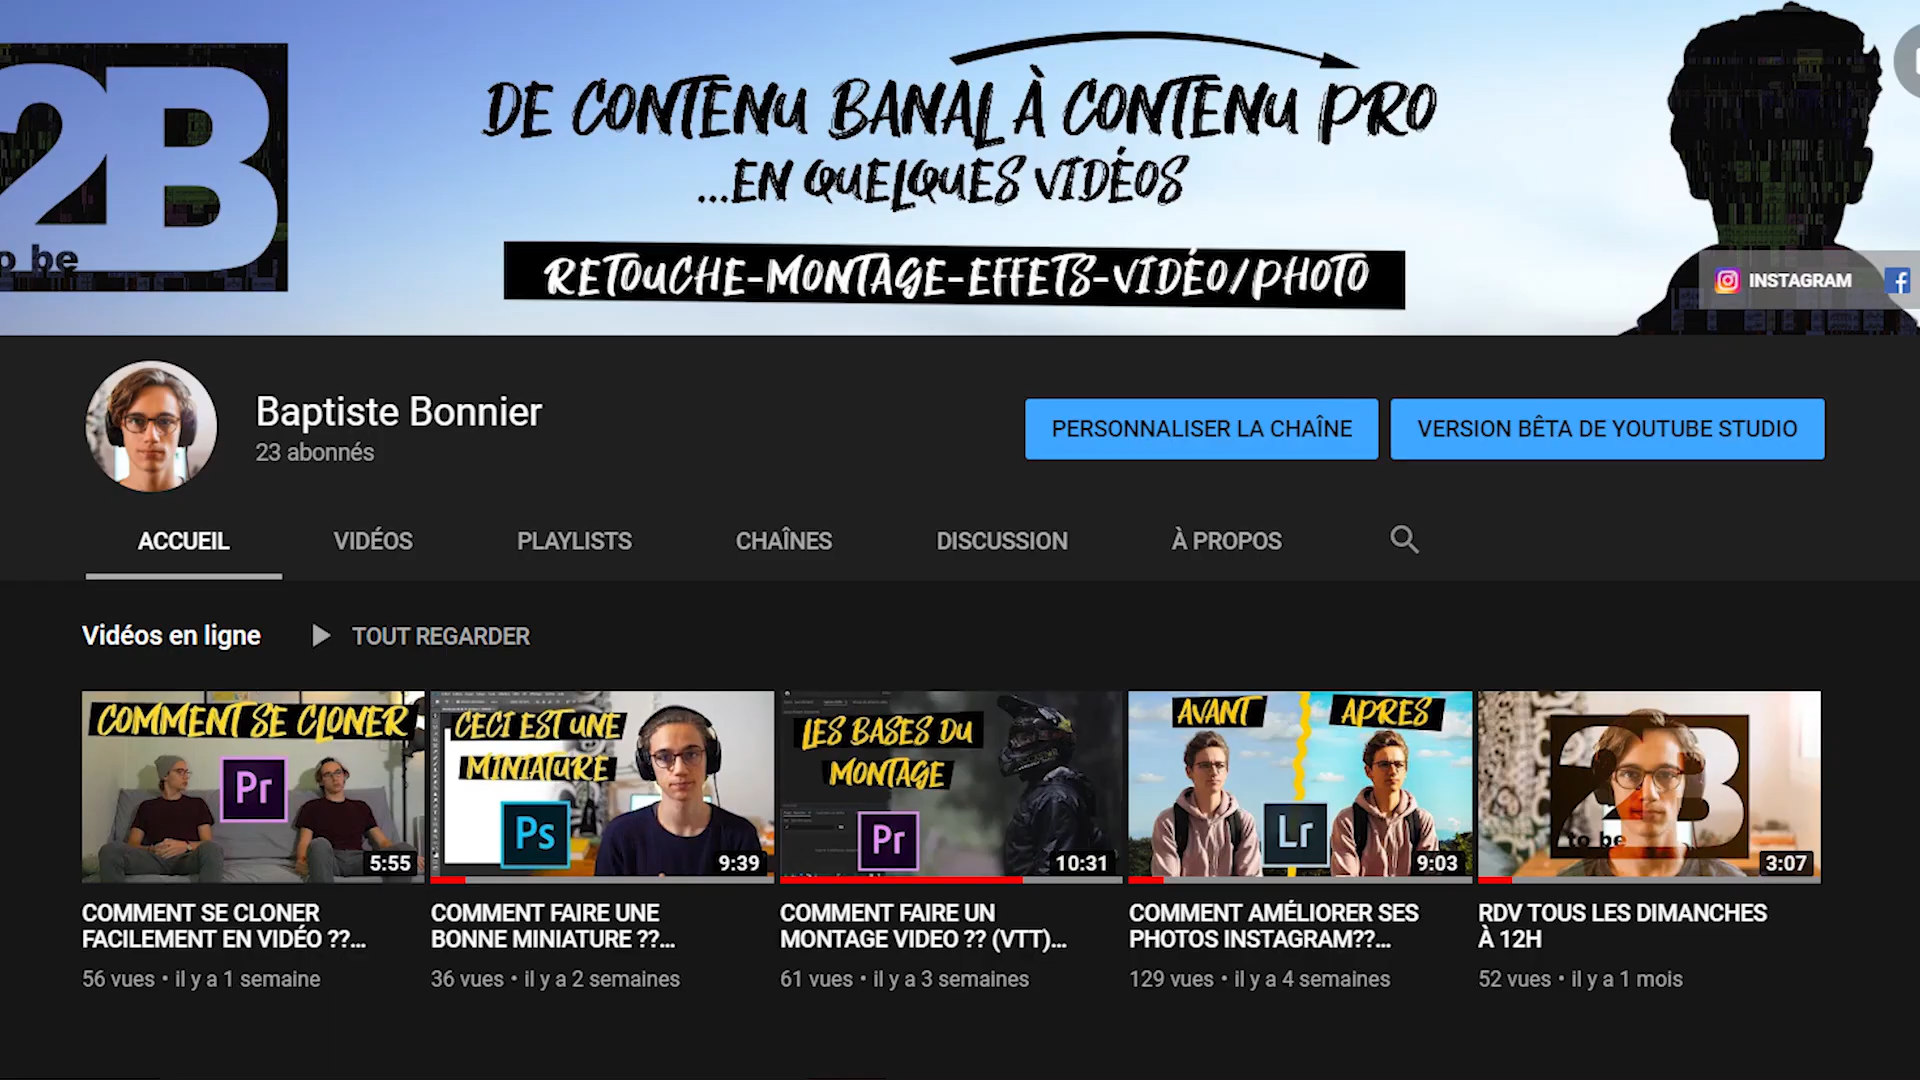 2B
to be
DE CONTENU BANAL À CONTENU PRO
...EN QUELQUES VIDÉOS
RETOUCHE-MONTAGE-EFFETS-VIDÉO/PHOTO
INSTAGRAM
Baptiste Bonnier
23 abonnés
PERSONNALISER LA CHAÎNE
VERSION BÊTA DE YOUTUBE STUDIO
ACCUEIL VIDÉOS PLAYLISTS CHAÎNES DISCUSSION À PROPOS
Vidéos en ligne TOUT REGARDER
COMMENT SE CLONER
Pr
5:55
CECI EST UNE
MINIATURE
Ps
9:39
LES BASES DU
MONTAGE
Pr
10:31
AVANT APRES
Lr
9:03
2B
to be
3:07
COMMENT SE CLONER
FACILEMENT EN VIDÉO ??...
56 vues • il y a 1 semaine
COMMENT FAIRE UNE
BONNE MINIATURE ??...
36 vues • il y a 2 semaines
COMMENT FAIRE UN
MONTAGE VIDEO ?? (VTT)...
61 vues • il y a 3 semaines
COMMENT AMÉLIORER SES
PHOTOS INSTAGRAM??...
129 vues • il y a 4 semaines
RDV TOUS LES DIMANCHES
À 12H
52 vues • il y a 1 mois